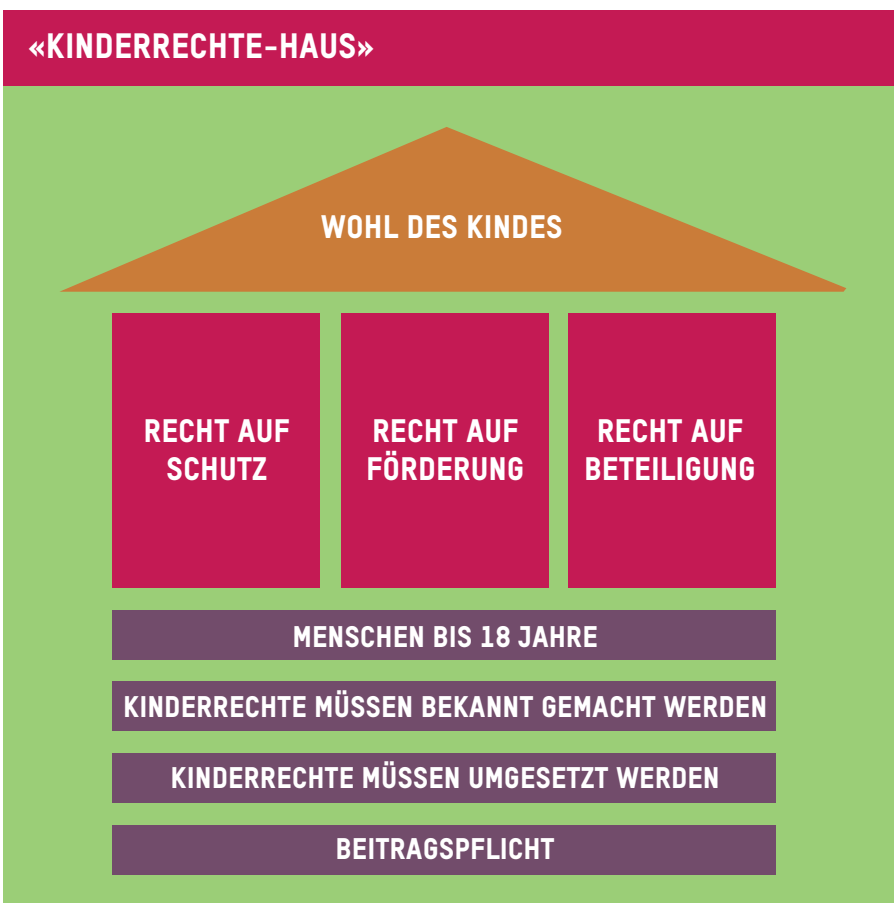 «KINDERRECHTE-HAUS»
WOHL DES KINDES
RECHT AUF
SCHUTZ
RECHT AUF
FÖRDERUNG
RECHT AUF
BETEILIGUNG
MENSCHEN BIS 18 JAHRE
KINDERRECHTE MÜSSEN BEKANNT GEMACHT WERDEN
KINDERRECHTE MÜSSEN UMGESETZT WERDEN
BEITRAGSPFLICHT